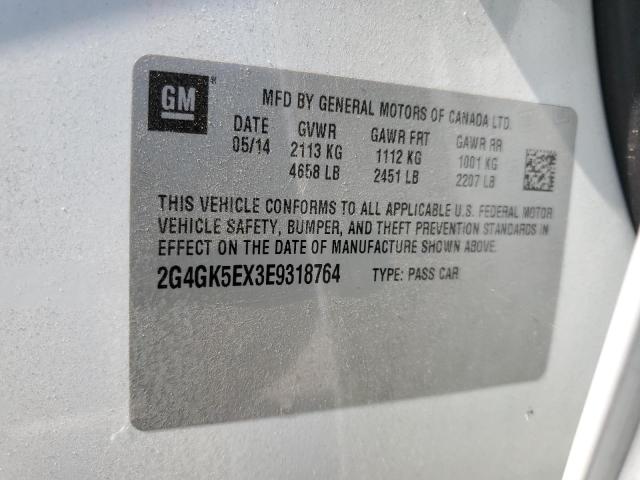 GM
MFD BY GENERAL MOTORS OF CANADA LTD.
DATE GVWR GAWR FRT GAWR RR
05/14 2113 KG 1112 KG 1001 KG
4658 LB 2451 LB 2207 LB
THIS VEHICLE CONFORMS TO ALL APPLICABLE U.S. FEDERAL MOTOR
VEHICLE SAFETY, BUMPER, AND THEFT PREVENTION STANDARDS IN
EFFECT ON THE DATE OF MANUFACTURE SHOWN ABOVE.
2G4GK5EX3E9318764 TYPE: PASS CAR